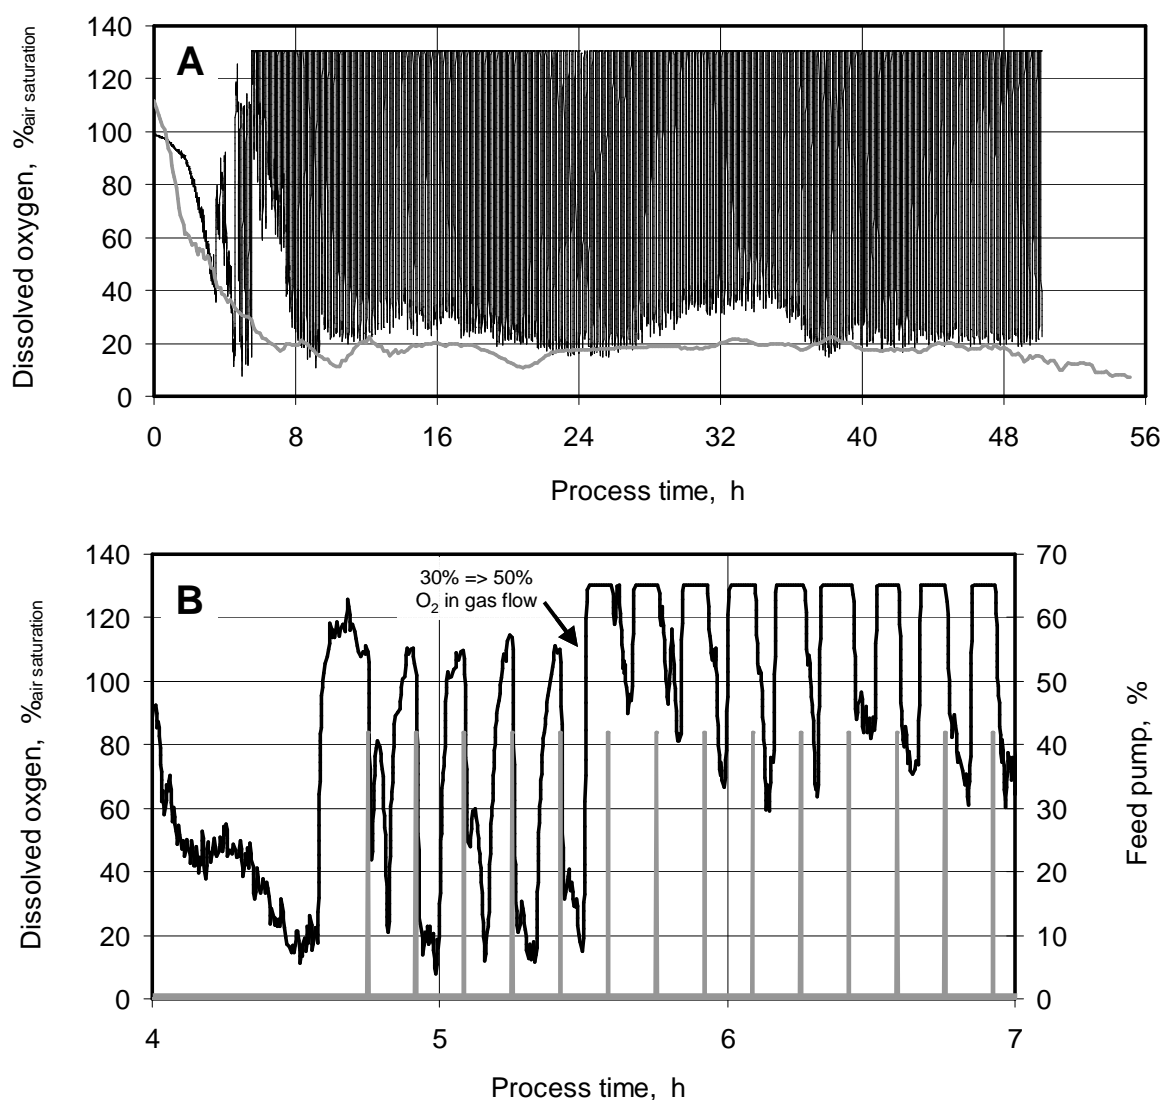 A
Dissolved oxygen, %air saturation
140
120
100
80
60
40
20
0
0 8 16 24 32 40 48 56
Process time, h
B
30% => 50%
O2 in gas flow
Dissolved oxgen, %air saturation
140
120
100
80
60
40
20
0
70
60
50
40
30
20
10
0
Feed pump, %
4 5 6 7
Process time, h